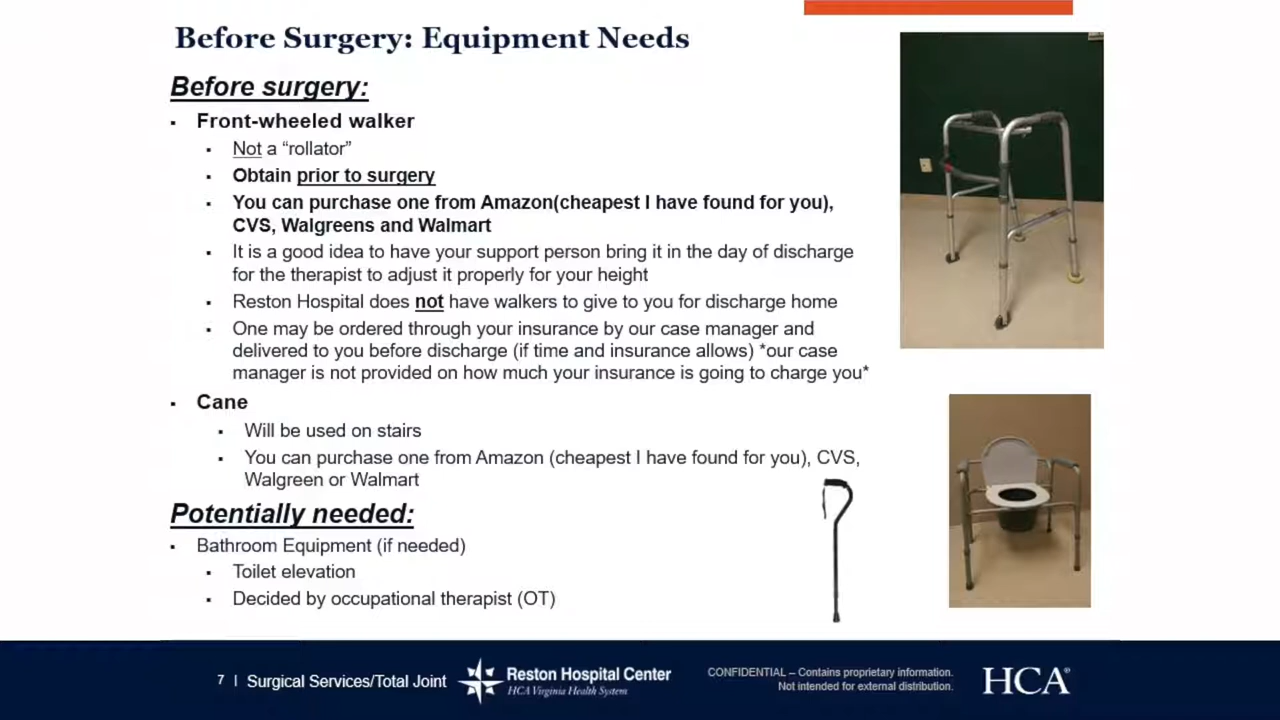 Before Surgery: Equipment Needs
Before surgery:
▪ Front-wheeled walker
▪ Not a “rollator”
▪ Obtain prior to surgery
▪ You can purchase one from Amazon(cheapest I have found for you),
CVS, Walgreens and Walmart
▪ It is a good idea to have your support person bring it in the day of discharge
for the therapist to adjust it properly for your height
▪ Reston Hospital does not have walkers to give to you for discharge home
▪ One may be ordered through your insurance by our case manager and
delivered to you before discharge (if time and insurance allows) *our case
manager is not provided on how much your insurance is going to charge you*
▪ Cane
▪ Will be used on stairs
▪ You can purchase one from Amazon (cheapest I have found for you), CVS,
Walgreen or Walmart
Potentially needed:
▪ Bathroom Equipment (if needed)
▪ Toilet elevation
▪ Decided by occupational therapist (OT)
7 | Surgical Services/Total Joint
Reston Hospital Center
HCA Virginia Health System
CONFIDENTIAL – Contains proprietary information.
Not intended for external distribution.
HCA®